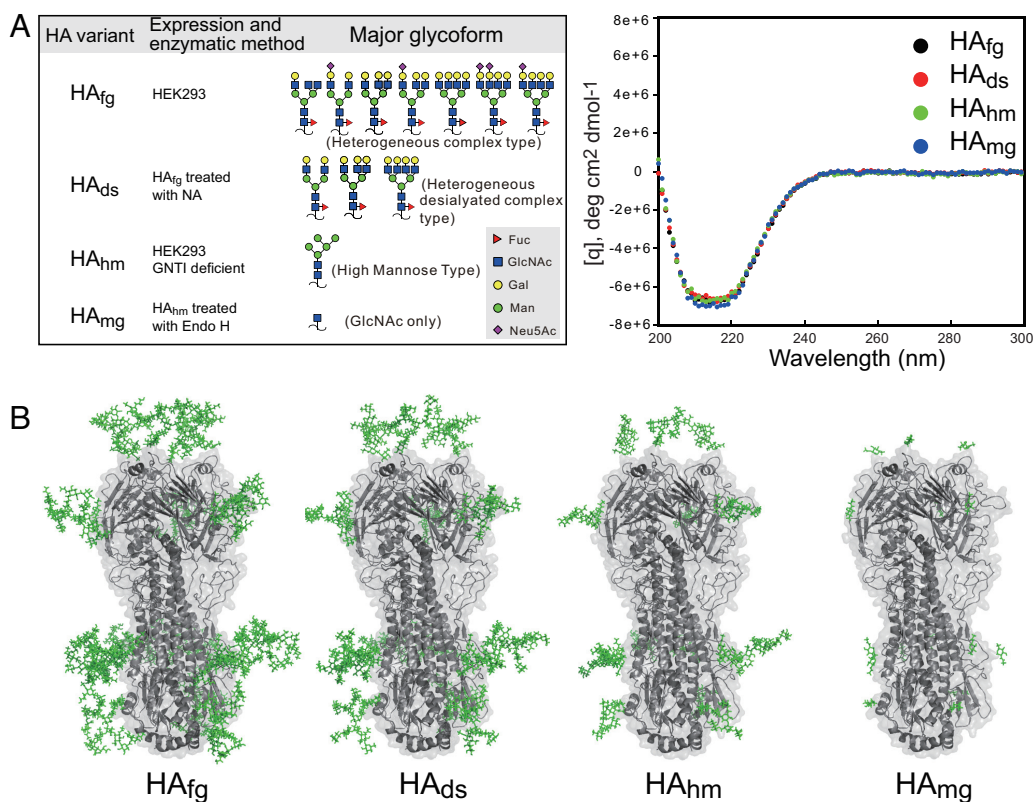 A
HA variant
Expression and
enzymatic method
Major glycoform
HAfg
HEK293
(Heterogeneous complex type)
HAds
HAfg treated
with NA
(Heterogeneous
desialyated complex
type)
HAhm
HEK293
GNTI deficient
(High Mannose Type)
HAmg
HAhm treated
with Endo H
(GlcNAc only)
Fuc
GlcNAc
Gal
Man
Neu5Ac
[q], deg cm2 dmol-1
8e+6
6e+6
4e+6
2e+6
0
-2e+6
-4e+6
-6e+6
-8e+6
HAfg
HAds
HAhm
HAmg
200 220 240 260 280 300
Wavelength (nm)
B
HAfg HAds HAhm HAmg